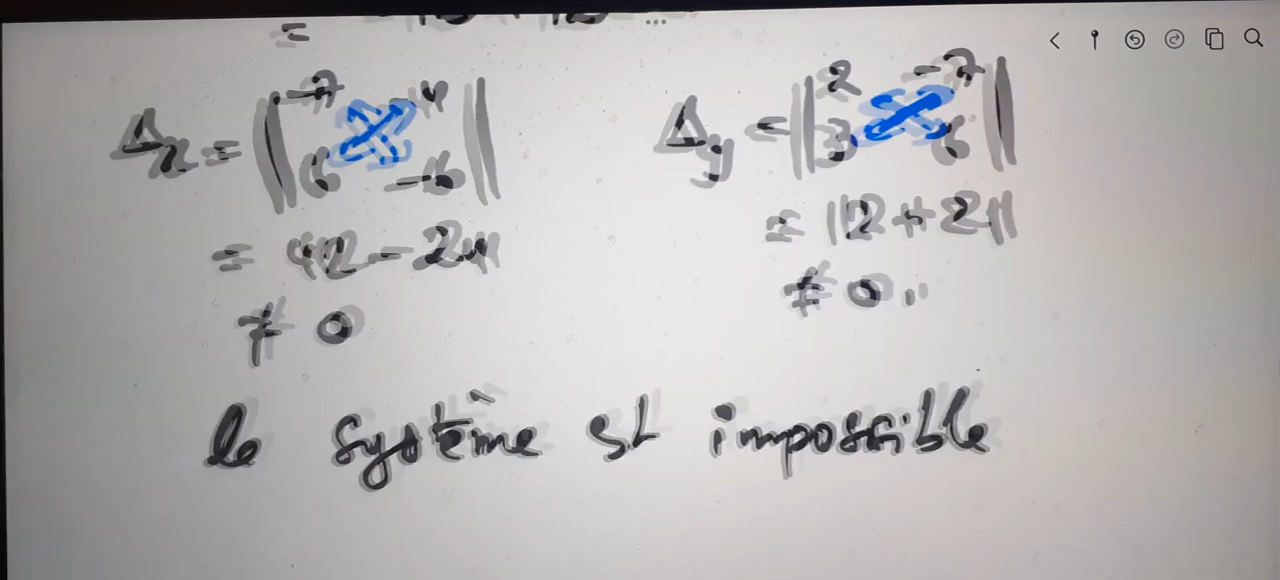 Δx = || -7 -4 || Δy = || 2 -7 ||
6 -6 3 6
= 42 - 24 = 12 + 21
≠ 0 ≠ 0
le système est impossible